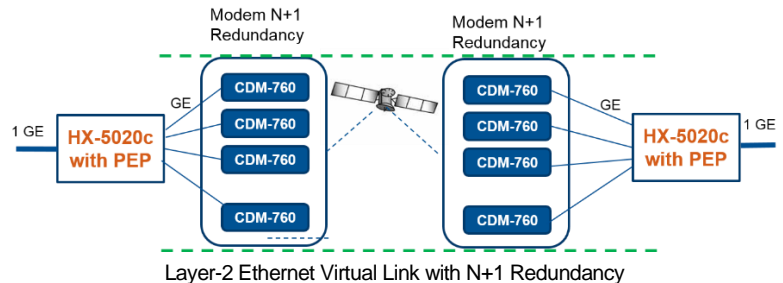 Modem N+1
Redundancy
Modem N+1
Redundancy
1 GE
HX-5020c
with PEP
GE
CDM-760
CDM-760
CDM-760
CDM-760
CDM-760
CDM-760
CDM-760
CDM-760
GE
HX-5020c
with PEP
1 GE
Layer-2 Ethernet Virtual Link with N+1 Redundancy